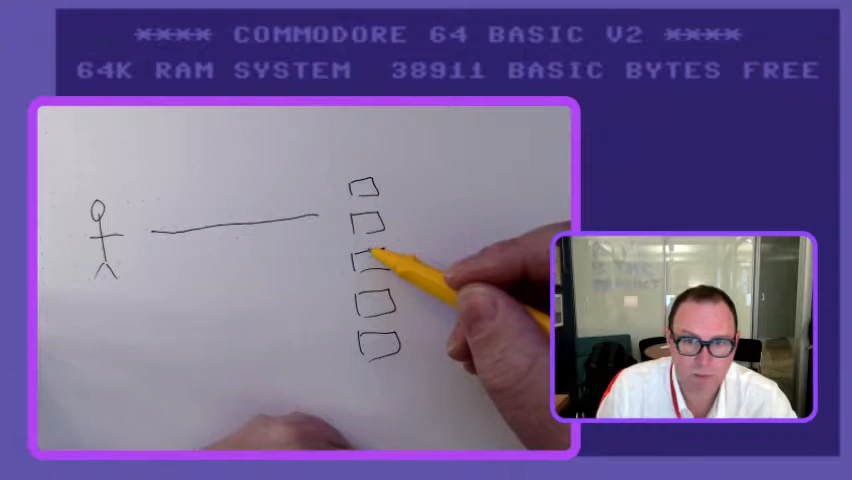 **** COMMODORE 64 BASIC V2 ****
64K RAM SYSTEM 38911 BASIC BYTES FREE